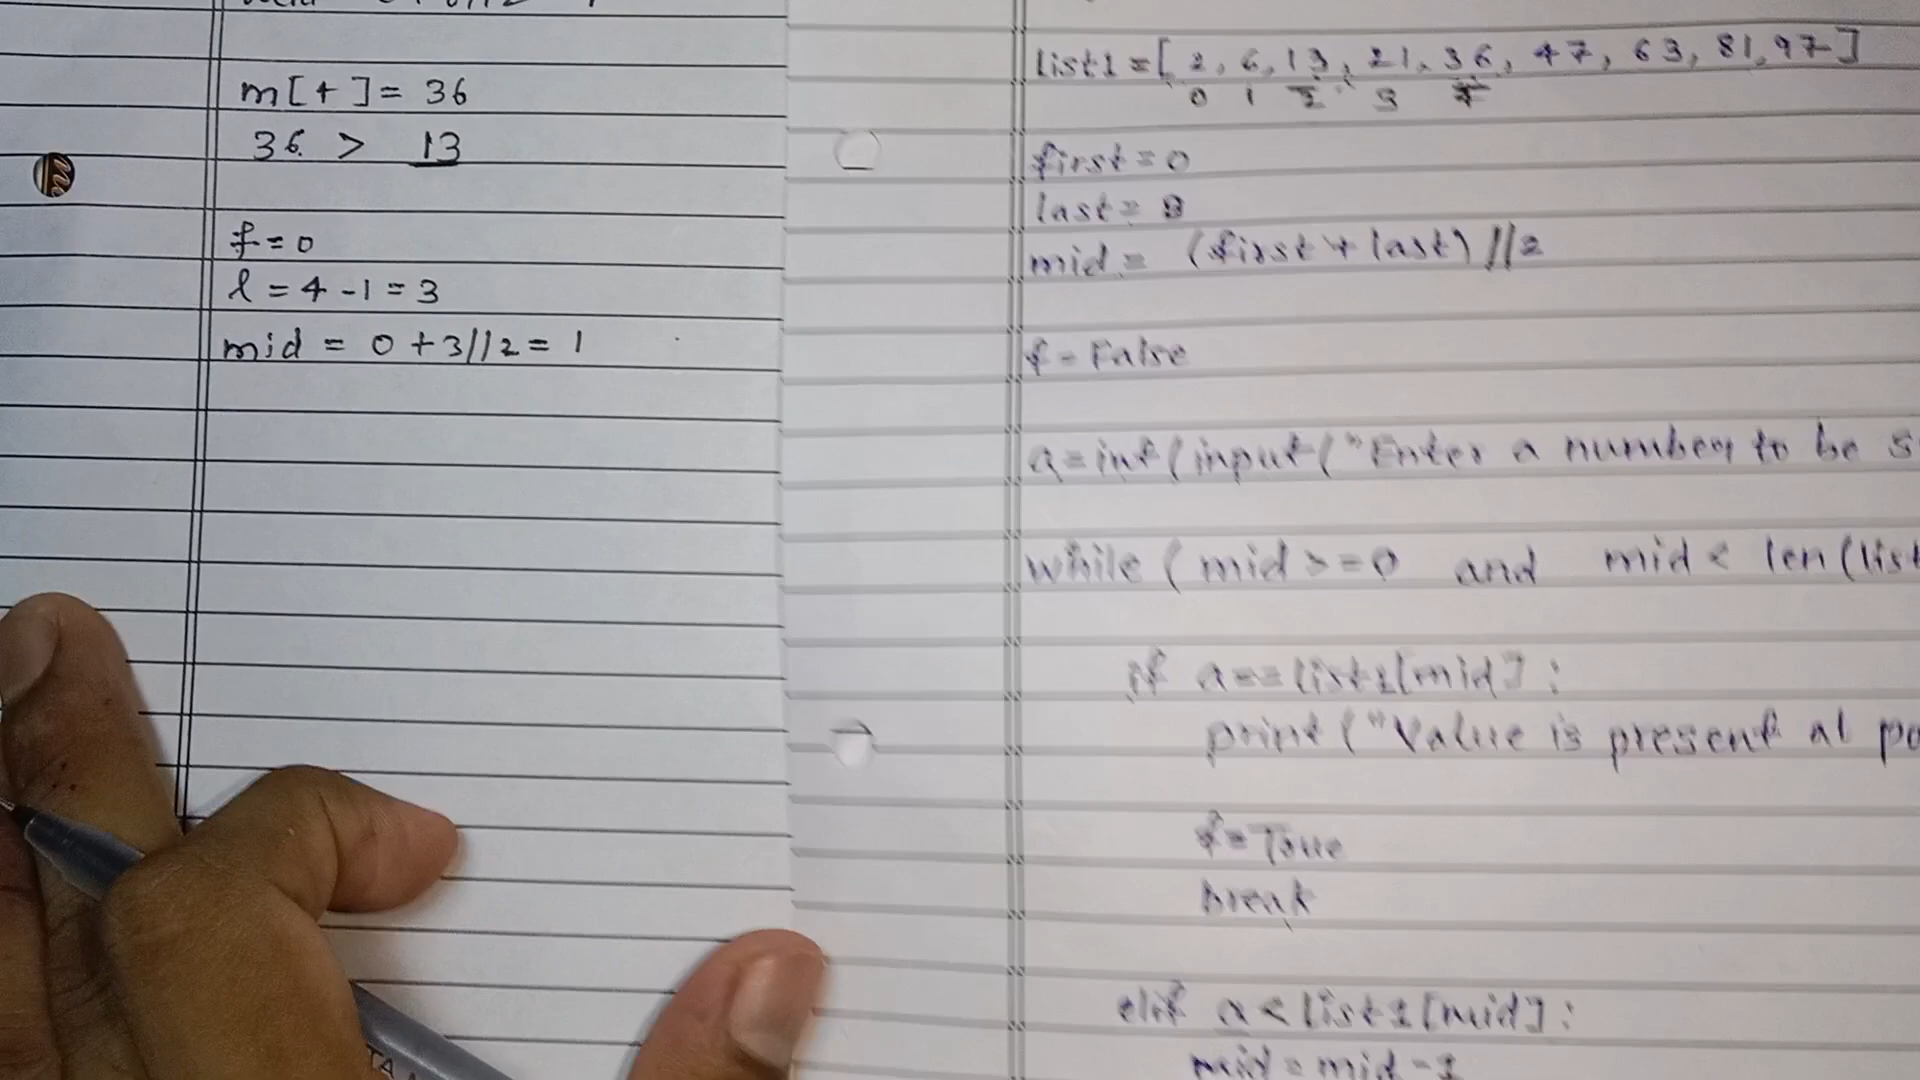 m[4] = 36
36 > 13
f = 0
l = 4 - 1 = 3
mid = 0 + 3//2 = 1
list1 = [ 2, 6, 13, 21, 36, 47, 63, 81, 97 ]
0 1 2 3 4
first = 0
last = 8
mid = (first + last) //2
f = False
a = int(input("Enter a number to be s
while ( mid >= 0 and mid < len(list
if a == list1[mid] :
print ("Value is present at po
f = True
break
elif a < list1[mid] :
mid = mid - 1